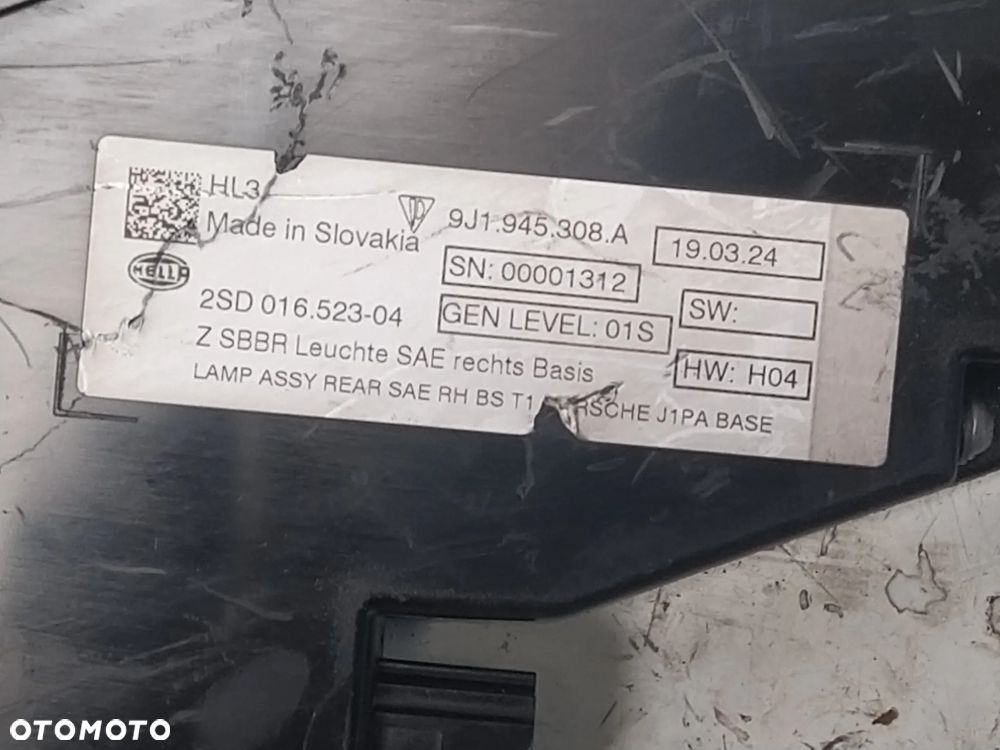 HL3
Made in Slovakia
9J1.945.308.A
19.03.24
HELLA
SN: 00001312
2SD 016.523-04
GEN LEVEL: 01S
SW:
Z SBBR Leuchte SAE rechts Basis
HW: H04
LAMP ASSY REAR SAE RH BS T1 RSCHE J1PA BASE
OTOMOTO